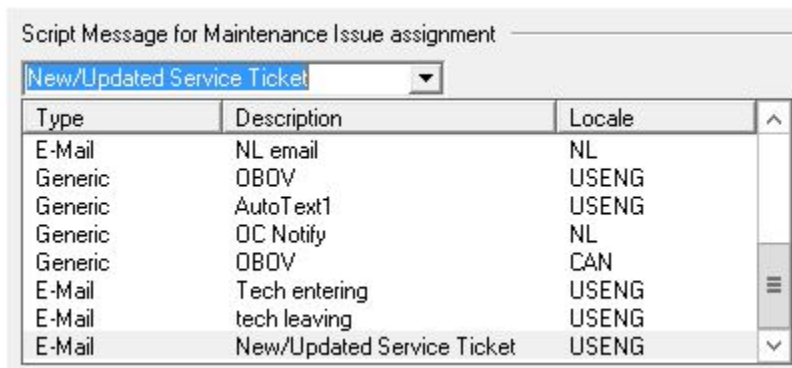 Script Message for Maintenance Issue assignment
New/Updated Service Ticket
Type Description Locale
E-Mail NL email NL
Generic OBOV USENG
Generic AutoText1 USENG
Generic OC Notify NL
Generic OBOV CAN
E-Mail Tech entering USENG
E-Mail tech leaving USENG
E-Mail New/Updated Service Ticket USENG